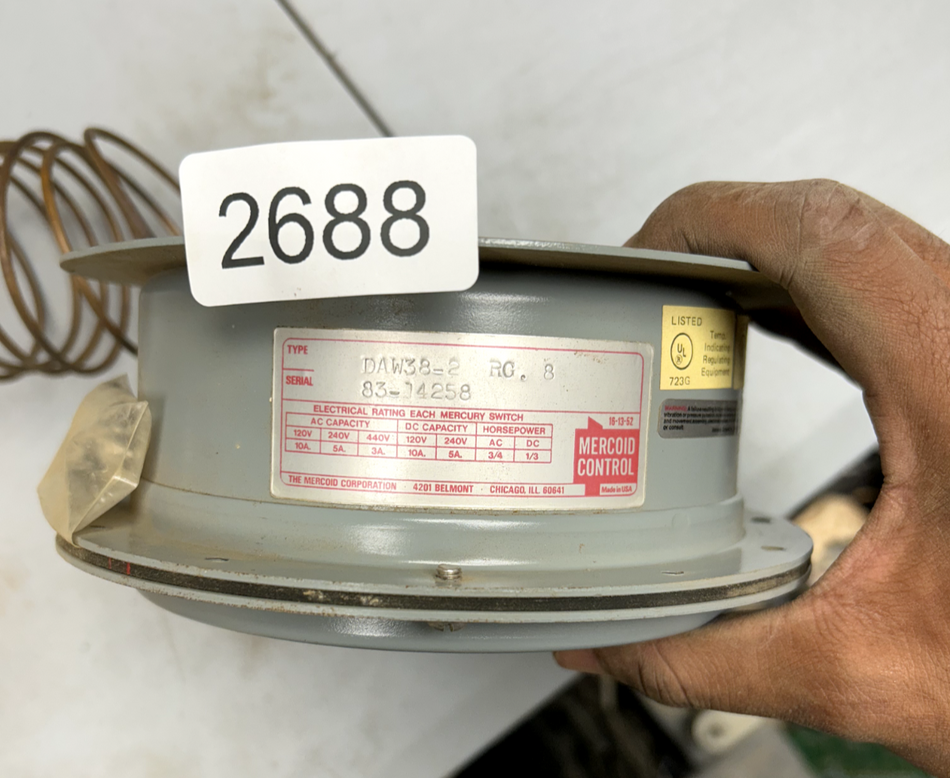 2688
TYPE DAW38-2 RG. 8
SERIAL 83-14258
ELECTRICAL RATING EACH MERCURY SWITCH
AC CAPACITY DC CAPACITY HORSEPOWER
120V 240V 440V 120V 240V AC DC
10A. 5A. 3A. 10A. 5A. 3/4 1/3
16-13-52
MERCOID
CONTROL
Made in USA
THE MERCOID CORPORATION · 4201 BELMONT · CHICAGO, ILL. 60641
LISTED
UL
723G
Temp.
Indicating
Regulating
Equipment